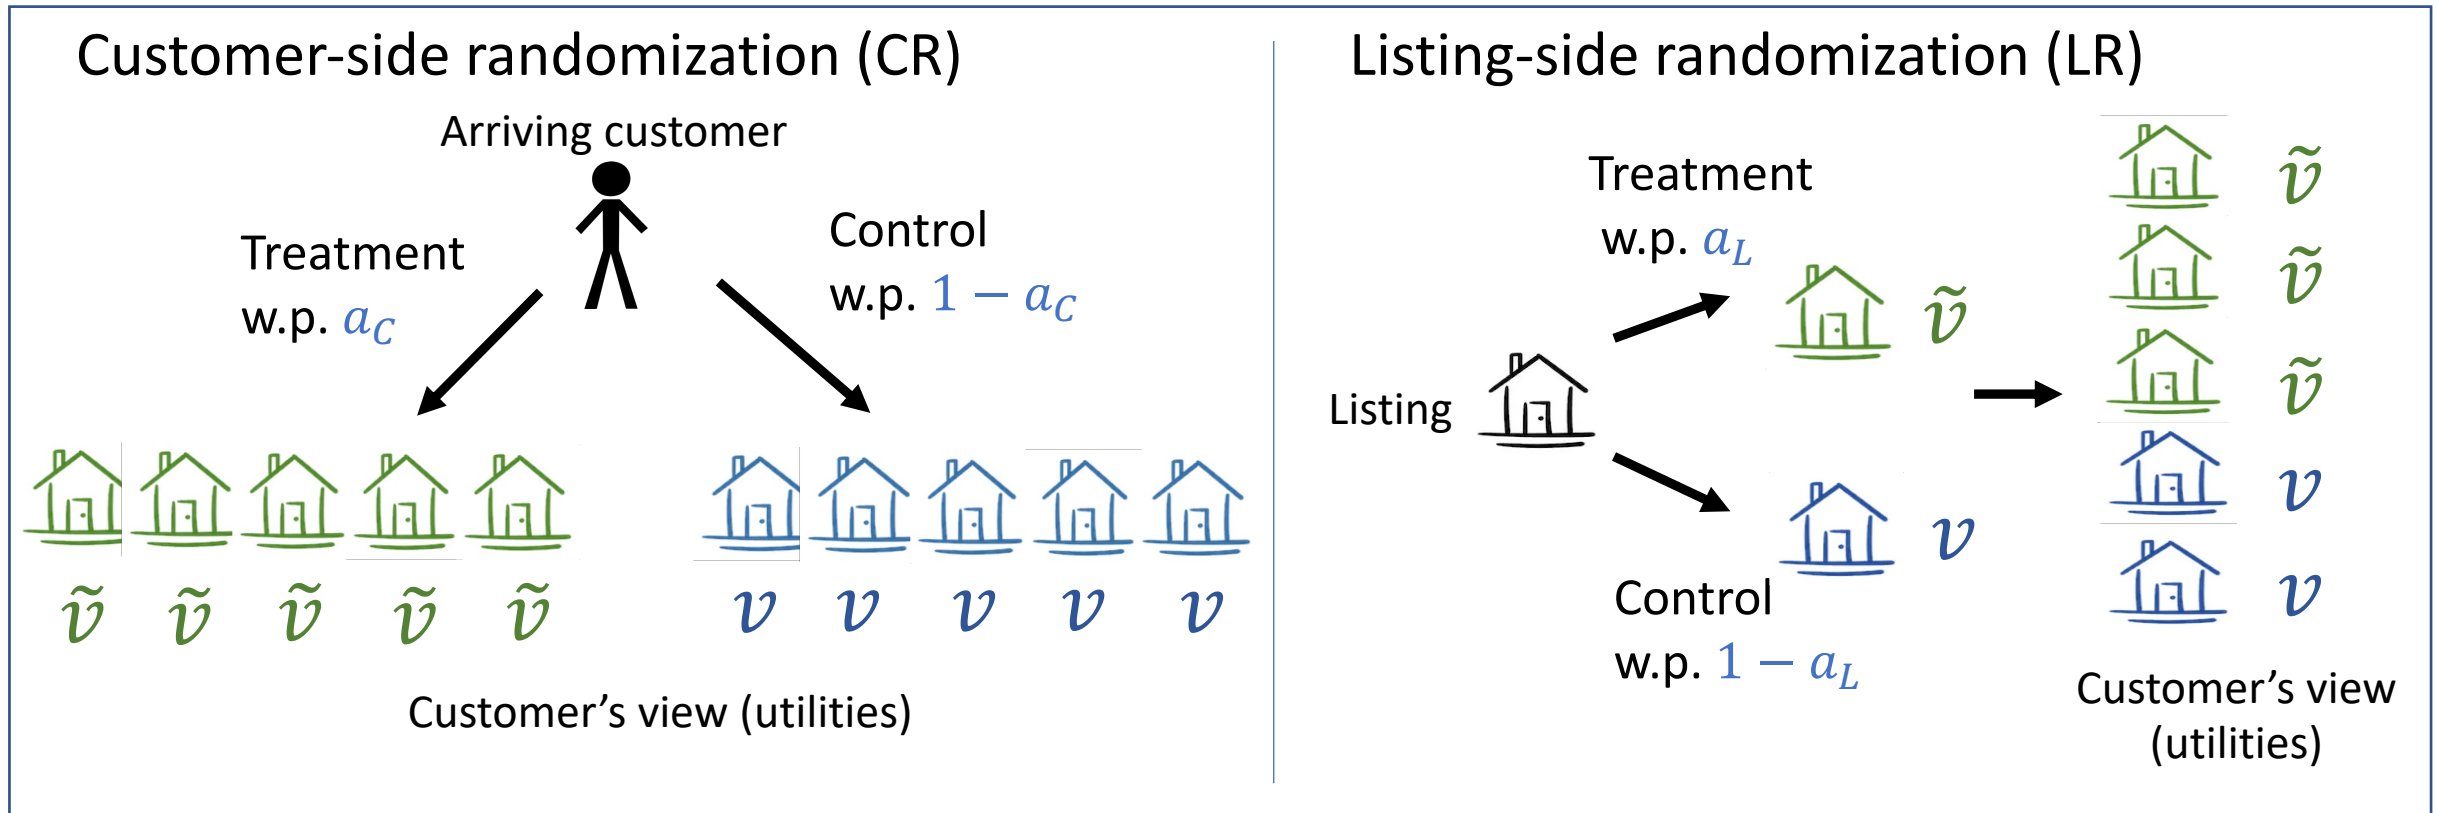 Customer-side randomization (CR)
Arriving customer
Treatment
w.p. a_C
Control
w.p. 1 − a_C
ṽ ṽ ṽ ṽ ṽ
v v v v v
Customer’s view (utilities)
Listing-side randomization (LR)
Treatment
w.p. a_L
ṽ
Listing
v
Control
w.p. 1 − a_L
ṽ
ṽ
ṽ
v
v
Customer’s view
(utilities)